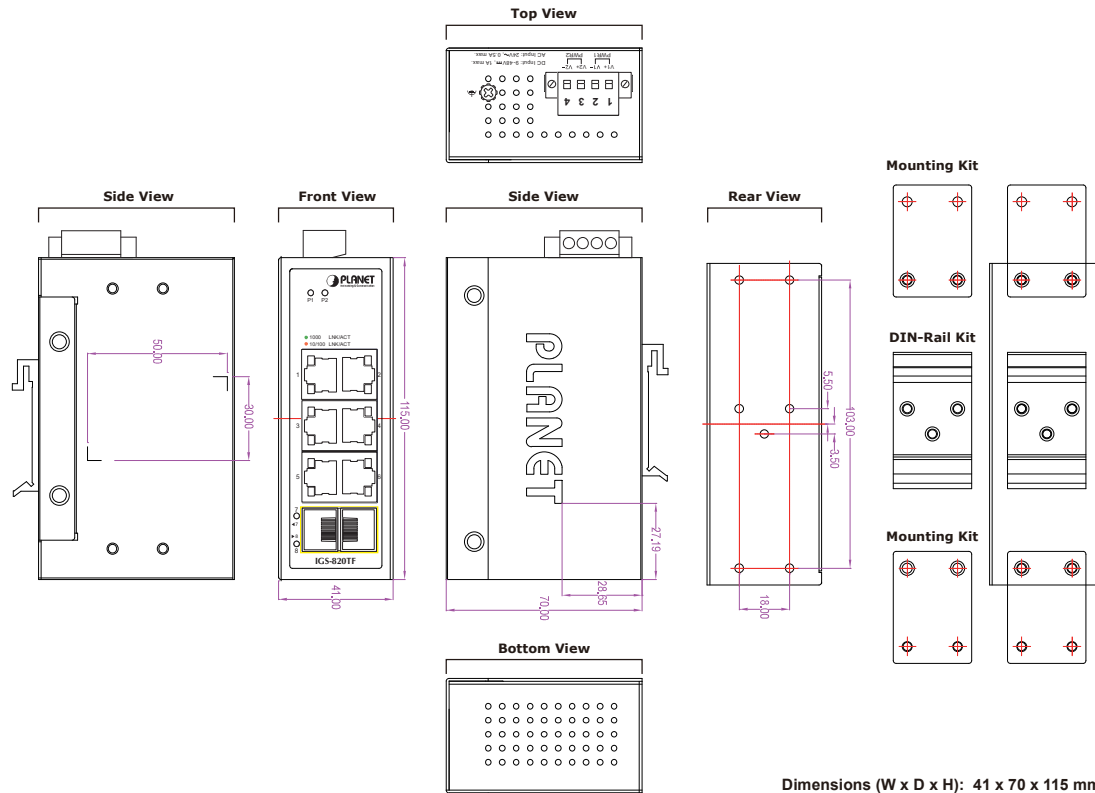 Top View
DC Input: 9~48V⎓, 1A max.
AC Input: 24V~, 0.5A max.
PWR1 PWR2
V1+ V1- V2+ V2-
1 2 3 4
Side View
Front View
Side View
Rear View
Mounting Kit
PLANET
P1 P2
1000 LNK/ACT
10/100 LNK/ACT
1 2
3 4
5 6
7
◄7
►8
8
IGS-820TF
50.00
30.00
115.00
41.00
PLANET
27.19
28.65
70.00
5.50
103.00
3.50
18.00
DIN-Rail Kit
Mounting Kit
Bottom View
Dimensions (W x D x H): 41 x 70 x 115 mm